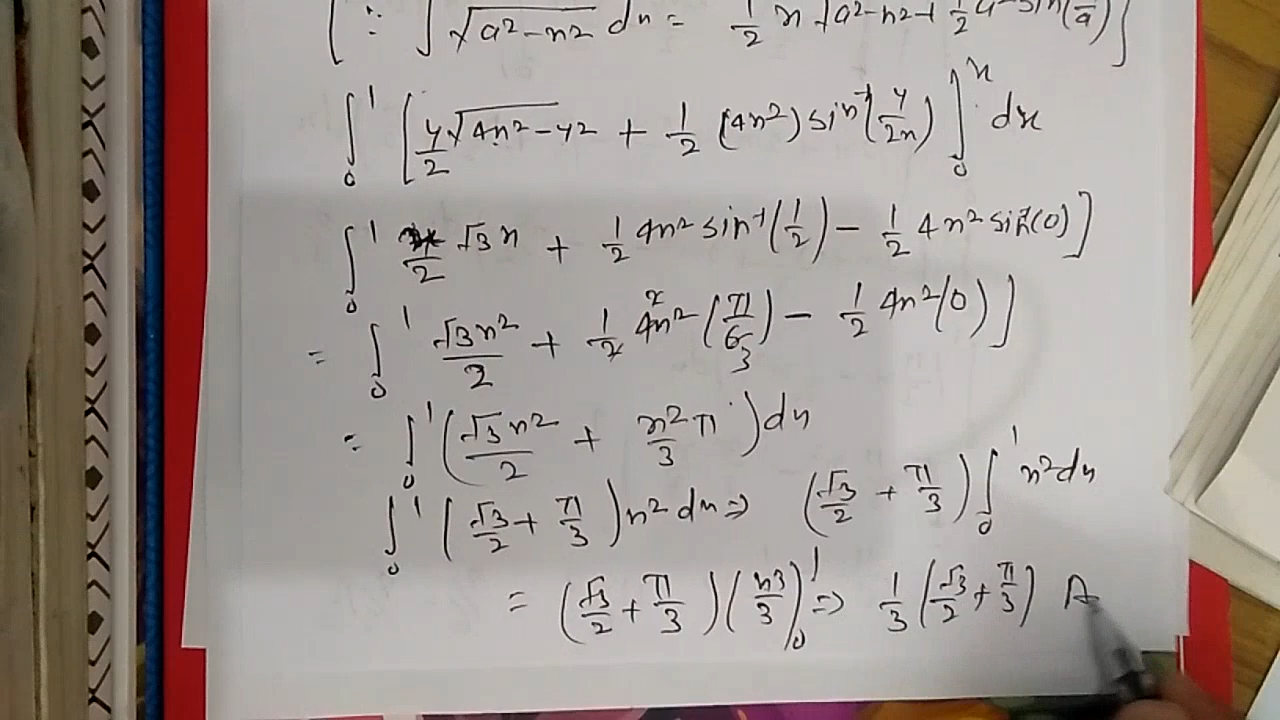 [∵ ∫ √a²-x² dx = 1/2 x √a²-x² + 1/2 a² sin⁻¹(x/a)]
∫₀¹ [y/2 √4x²-y² + 1/2 (4x²) sin⁻¹(y/2x)]₀ˣ dx
∫₀¹ x/2 √3x + 1/2 4x² sin⁻¹(1/2) - 1/2 4x² sin⁻¹(0)]
= ∫₀¹ √3x²/2 + 1/2 4x² (π/6) - 1/2 4x² (0)]
= ∫₀¹ (√3x²/2 + x²π/3) dx
∫₀¹ (√3/2 + π/3) x² dx ⇒ (√3/2 + π/3) ∫₀¹ x² dx
= (√3/2 + π/3) (x³/3)₀¹ ⇒ 1/3 (√3/2 + π/3) A